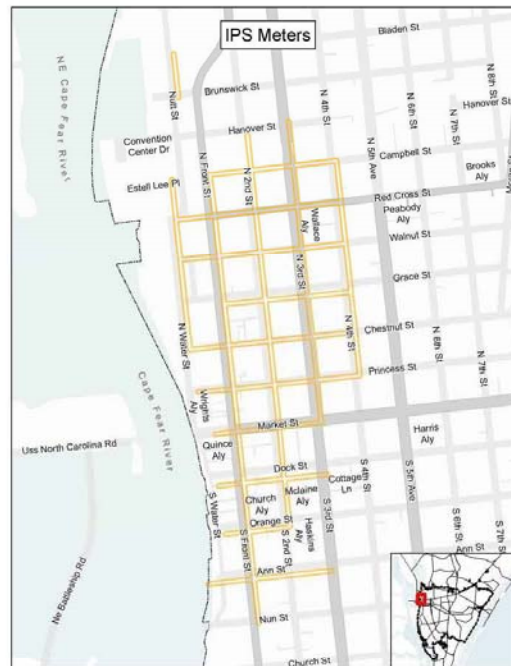 IPS Meters
Bladen St
N 8th St
NE Cape Fear River
Nutt St
Brunswick St
N 4th St
N 6th St
Hanover St
Hanover St
N 7th St
Convention
Center Dr
N 5th Ave
Campbell St
Brooks
Aly
Estell Lee Pl
N Front St
N 2nd St
Red Cross St
Peabody
Aly
Wallace Aly
Walnut St
N 3rd St
Grace St
N Water St
N 4th St
Chestnut St
N 6th St
N 7th St
Princess St
Cape Fear River
Wrights
Aly
Market St
Harris
Aly
Uss North Carolina Rd
Quince
Aly
Dock St
Cottage
Ln
S 4th St
S 5th Ave
Church
Aly
Mclaine
Aly
S Water St
Orange St
S 3rd St
S Front St
S 2nd St
Haskins
Aly
S 6th St
S 7th St
Ann St
Ann St
Ne Battleship Rd
Nun St
Church St